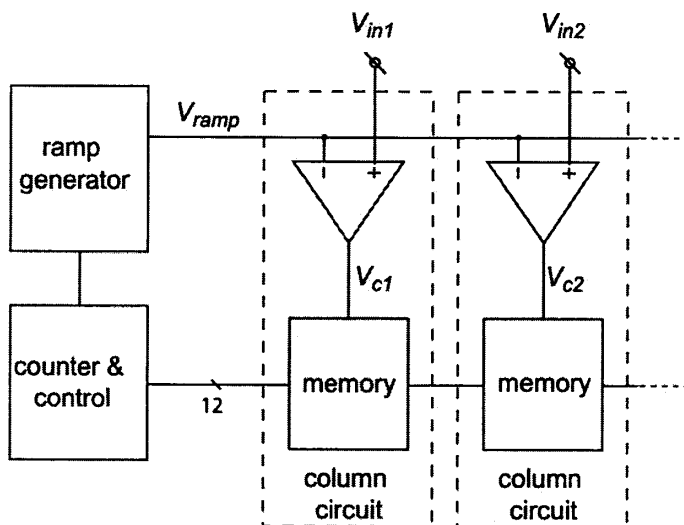 V_in1
V_in2
V_ramp
ramp
generator
- +
- +
V_c1
V_c2
counter &
control
12
memory
memory
column
circuit
column
circuit